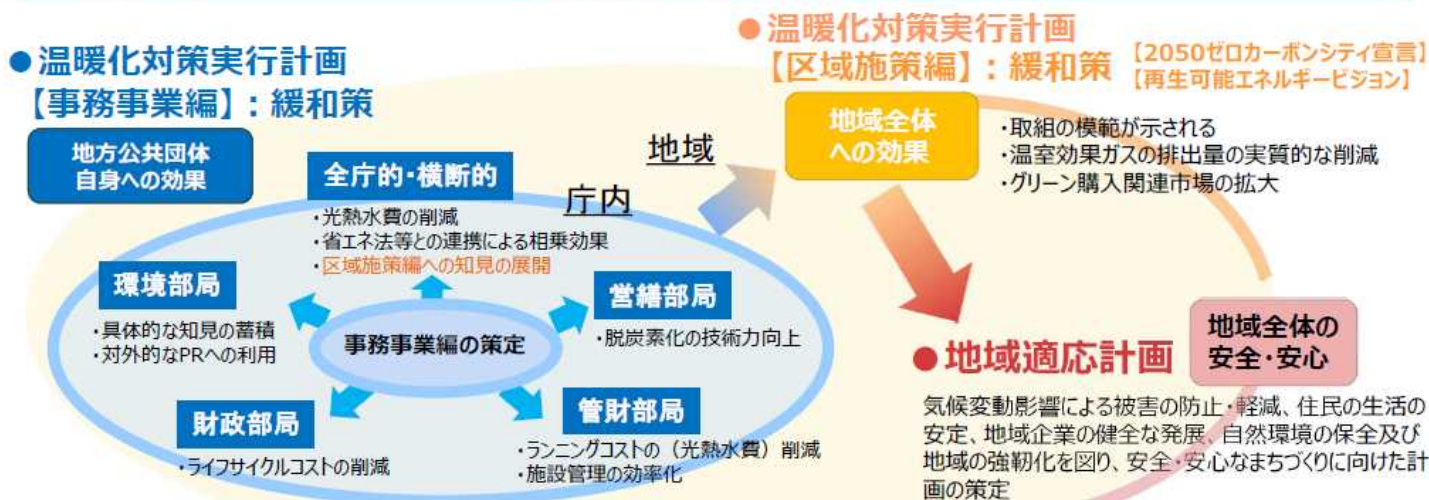 ●温暖化対策実行計画
【事務事業編】：緩和策
地方公共団体
自身への効果
全庁的・横断的
・光熱水費の削減
・省エネ法等との連携による相乗効果
・区域施策編への知見の展開
環境部局
・具体的な知見の蓄積
・対外的なPRへの利用
事務事業編の策定
営繕部局
・脱炭素化の技術力向上
財政部局
・ライフサイクルコストの削減
管財部局
・ランニングコストの（光熱水費）削減
・施設管理の効率化
庁内
地域
●温暖化対策実行計画
【区域施策編】：緩和策
【2050ゼロカーボンシティ宣言】
【再生可能エネルギービジョン】
地域全体
への効果
・取組の模範が示される
・温室効果ガスの排出量の実質的な削減
・グリーン購入関連市場の拡大
●地域適応計画
地域全体の
安全・安心
気候変動影響による被害の防止・軽減、住民の生活の
安定、地域企業の健全な発展、自然環境の保全及び
地域の強靭化を図り、安全・安心なまちづくりに向けた計
画の策定